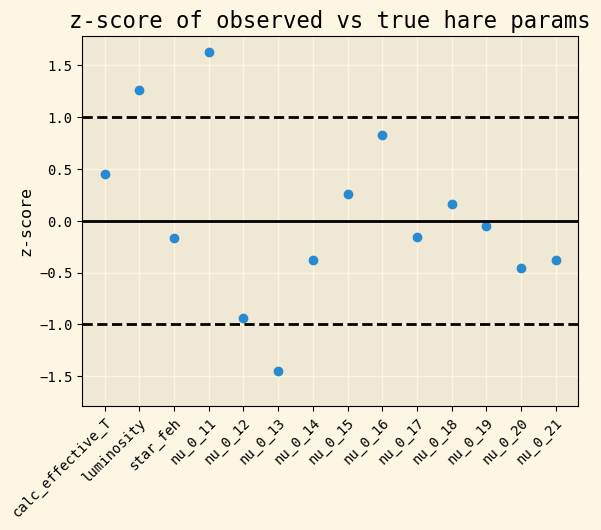 z-score of observed vs true hare params
z-score
1.5
1.0
0.5
0.0
−0.5
−1.0
−1.5
calc_effective_T
luminosity
star_feh
nu_0_11
nu_0_12
nu_0_13
nu_0_14
nu_0_15
nu_0_16
nu_0_17
nu_0_18
nu_0_19
nu_0_20
nu_0_21